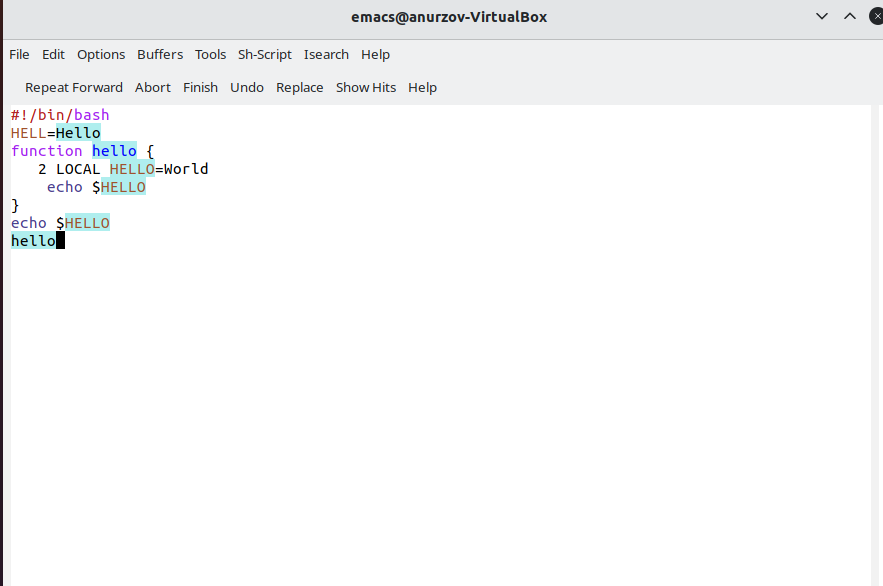 emacs@anurzov-VirtualBox
File Edit Options Buffers Tools Sh-Script Isearch Help
Repeat Forward Abort Finish Undo Replace Show Hits Help
#!/bin/bash
HELL=Hello
function hello {
   2 LOCAL HELLO=World
    echo $HELLO
}
echo $HELLO
hello